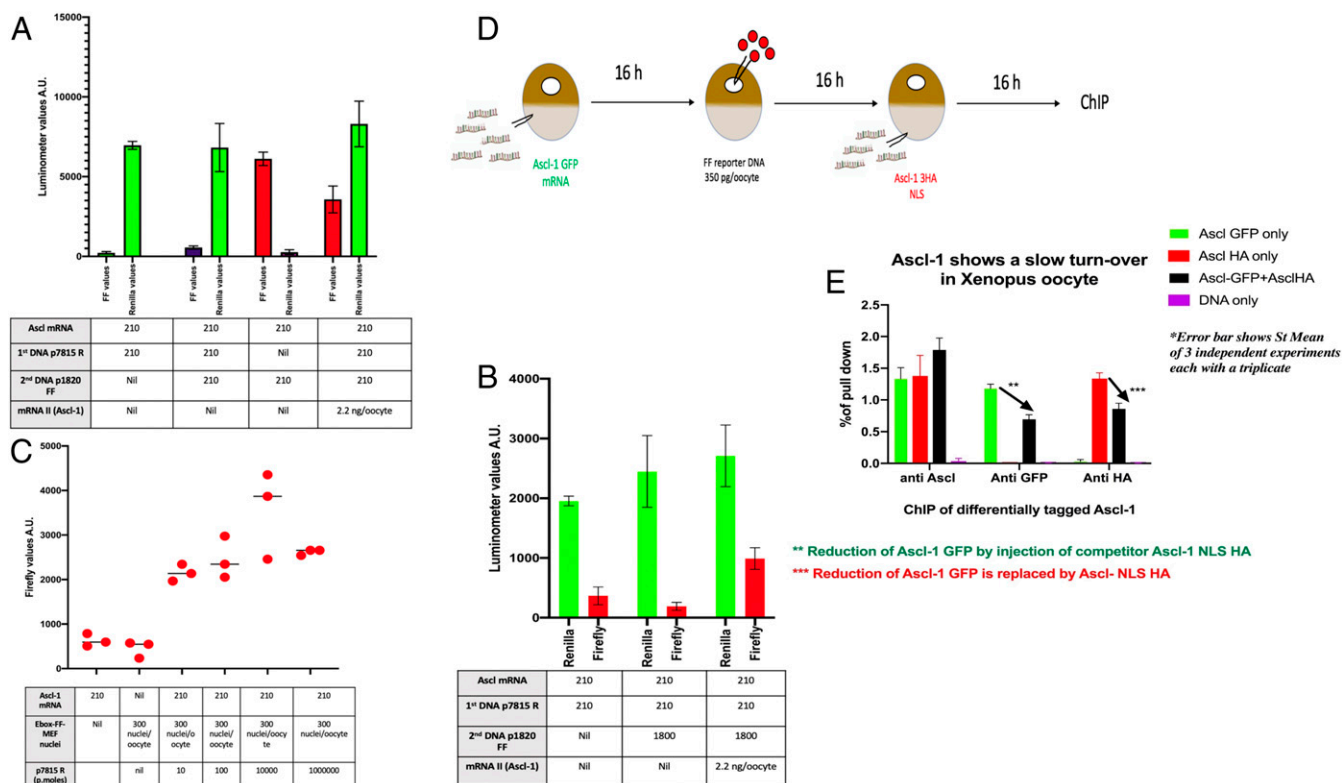 A
15000
10000
5000
0
Luminometer values A.U.
FF values
Renilla values
FF values
Renilla values
FF values
Renilla values
FF values
Renilla values
Ascl mRNA 210 210 210 210
1st DNA p7815 R 210 210 Nil 210
2nd DNA p1820 FF Nil 210 210 210
mRNA II (Ascl-1) Nil Nil Nil 2.2 ng/oocyte
C
5000
4000
3000
2000
1000
0
Firefly values A.U.
Ascl-1 mRNA 210 Nil 210 210 210 210
Ebox-FF-MEF nuclei Nil 300 nuclei/oocyte 300 nuclei/oocyte 300 nuclei/oocyte 300 nuclei/oocyte 300 nuclei/oocyte
p7815 R (p.moles) nil 10 100 10000 1000000
B
4000
3000
2000
1000
0
Luminometer values A.U.
Renilla
Firefly
Renilla
Firefly
Renilla
Firefly
Ascl mRNA 210 210 210
1st DNA p7815 R 210 210 210
2nd DNA p1820 FF Nil 1800 1800
mRNA II (Ascl-1) Nil Nil 2.2 ng/oocyte
D
16 h
16 h
16 h
ChIP
Ascl-1 GFP
mRNA
FF reporter DNA
350 pg/oocyte
Ascl-1 3HA
NLS
E
Ascl-1 shows a slow turn-over
in Xenopus oocyte
Ascl GFP only
Ascl HA only
Ascl-GFP+AsclHA
DNA only
*Error bar shows St Mean
of 3 independent experiments
each with a triplicate
2.0
1.5
1.0
0.5
0.0
%of pull down
**
***
anti Ascl
Anti GFP
Anti HA
ChIP of differentially tagged Ascl-1
** Reduction of Ascl-1 GFP by injection of competitor Ascl-1 NLS HA
*** Reduction of Ascl-1 GFP is replaced by Ascl- NLS HA